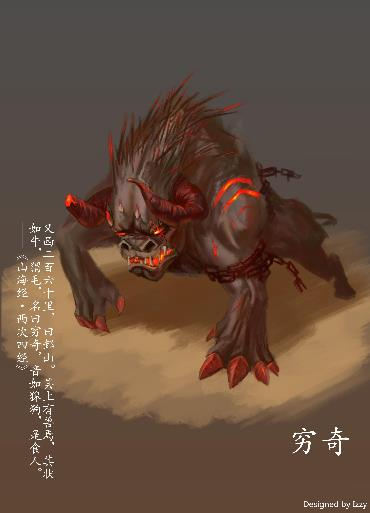 又西二百六十里，曰邽山。其上有兽焉，其状
如牛，猬毛，名曰穷奇，音如獆狗，是食人。
——《山海经·西次四经》
穷奇
Designed by Izzy